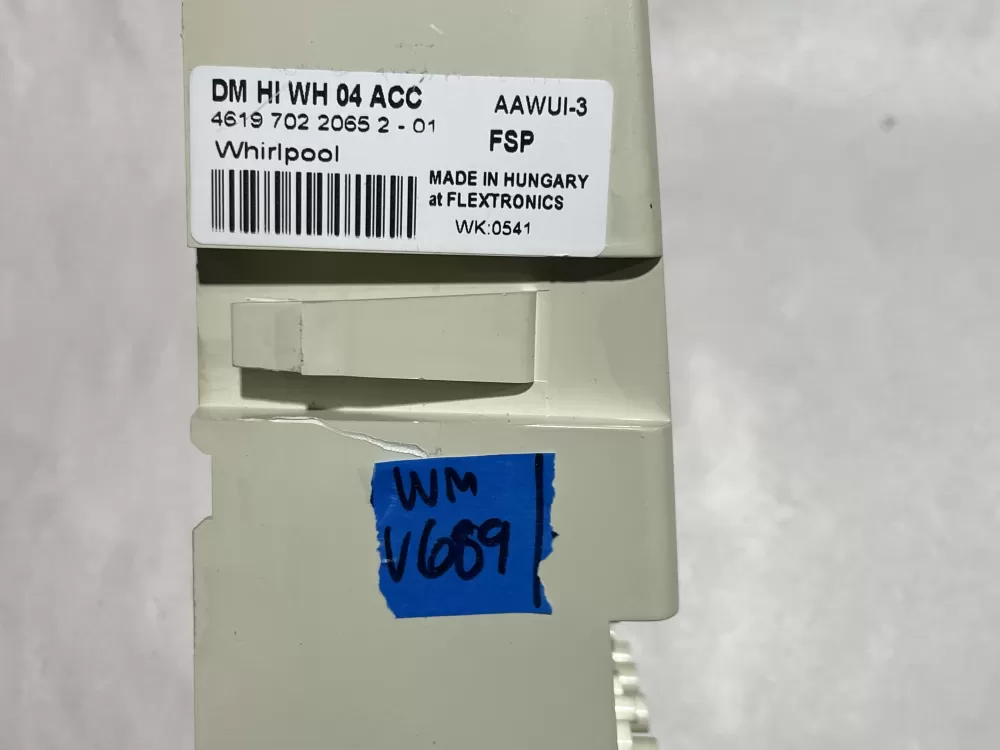 DM HI WH 04 ACC
AAWUI-3
4619 702 2065 2 - 01
FSP
Whirlpool
MADE IN HUNGARY
at FLEXTRONICS
WK:0541
WM
V689